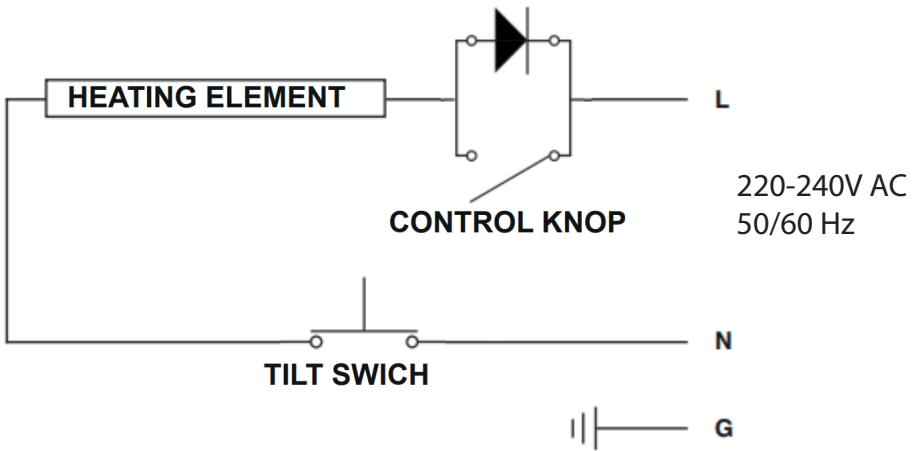 HEATING ELEMENT
L
220-240V AC
50/60 Hz
CONTROL KNOP
N
TILT SWICH
G